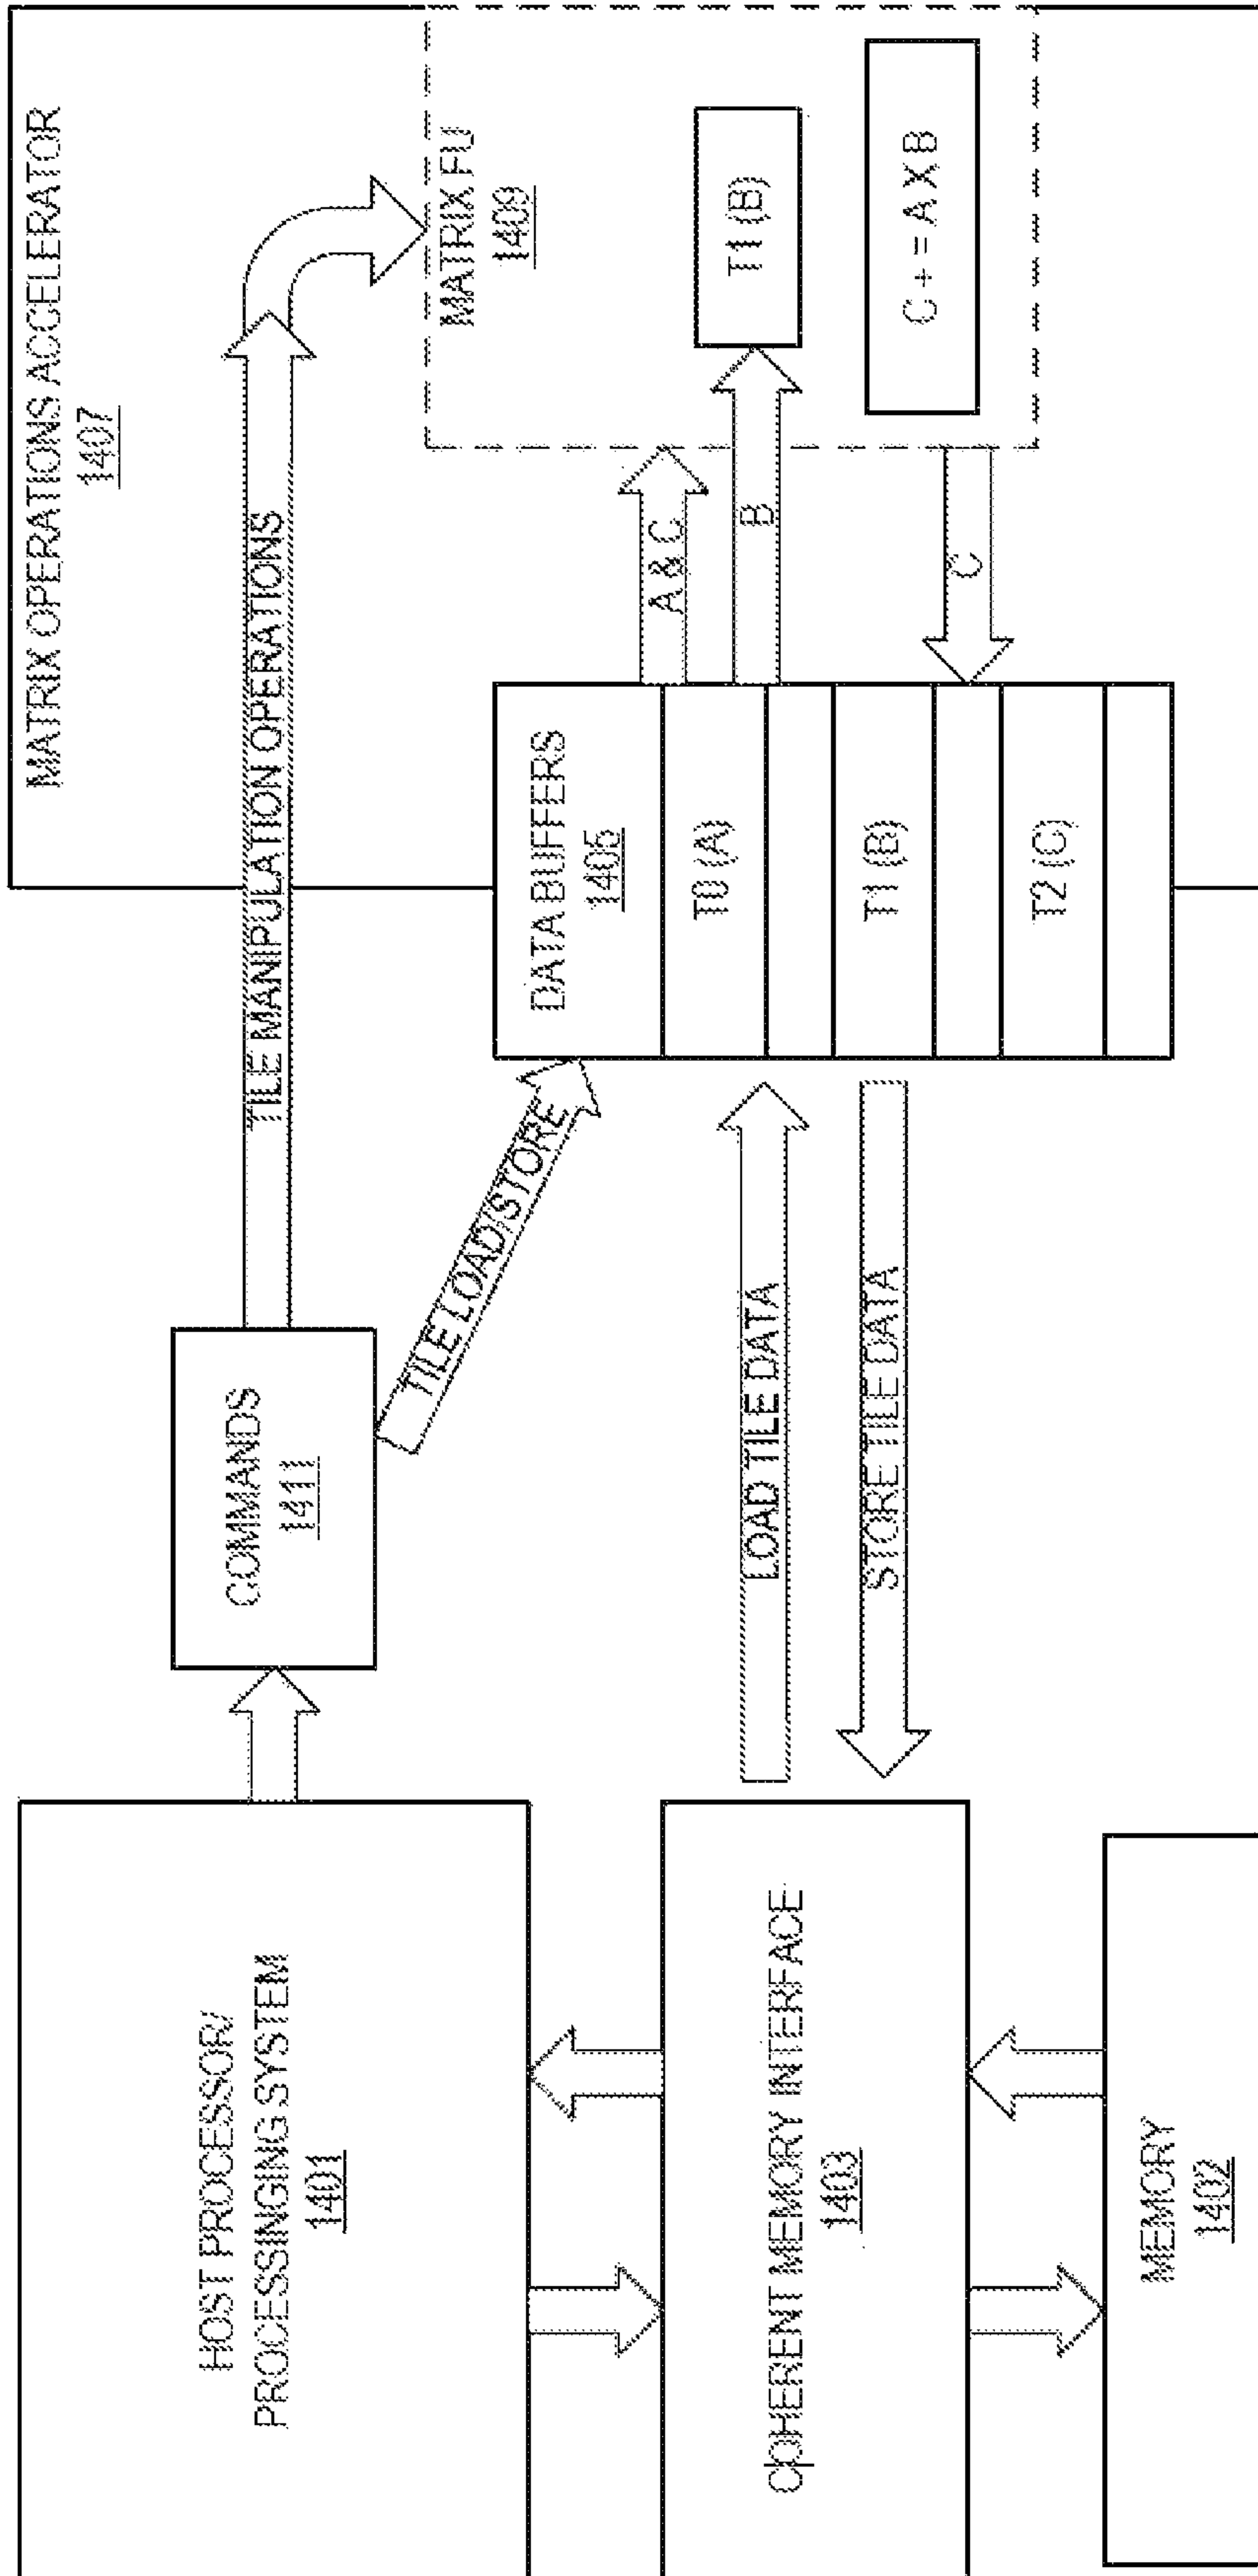 HOST PROCESSOR/
PROCESSINGING SYSTEM
1401
COHERENT MEMORY INTERFACE
1403
MEMORY
1402
COMMANDS
1411
TILE MANIPULATION OPERATIONS
TILE LOAD/STORE
LOAD TILE DATA
STORE TILE DATA
MATRIX OPERATIONS ACCELERATOR
1407
DATA BUFFERS
1405
T0 (A)
T1 (B)
T2 (C)
A & C
B
C
MATRIX FU
1409
T1 (B)
C + = A X B